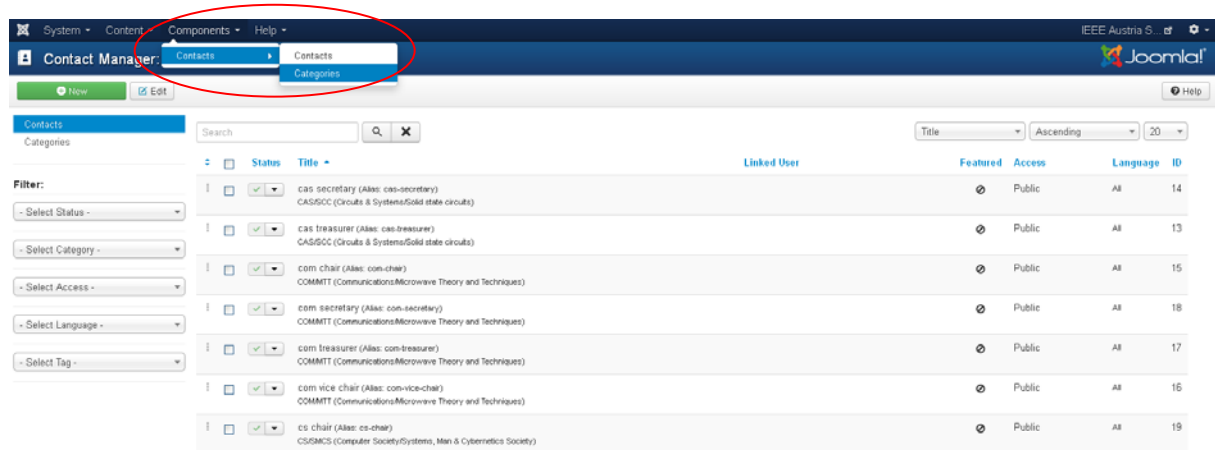 System Content Components Help IEEE Austria S...
Contact Manager: Contacts Contacts Joomla!
Categories
New Edit Help
Contacts
Categories
Search Title Ascending 20
Status Title Linked User Featured Access Language ID
Filter:
- Select Status -
- Select Category -
- Select Access -
- Select Language -
- Select Tag -
cas secretary (Alias: cas-secretary) Public All 14
CAS/SCC (Circuits & Systems/Solid state circuits)
cas treasurer (Alias: cas-treasurer) Public All 13
CAS/SCC (Circuits & Systems/Solid state circuits)
com chair (Alias: com-chair) Public All 15
COM/MTT (Communications/Microwave Theory and Techniques)
com secretary (Alias: com-secretary) Public All 18
COM/MTT (Communications/Microwave Theory and Techniques)
com treasurer (Alias: com-treasurer) Public All 17
COM/MTT (Communications/Microwave Theory and Techniques)
com vice chair (Alias: com-vice-chair) Public All 16
COM/MTT (Communications/Microwave Theory and Techniques)
cs chair (Alias: cs-chair) Public All 19
CS/SMCS (Computer Society/Systems, Man & Cybernetics Society)